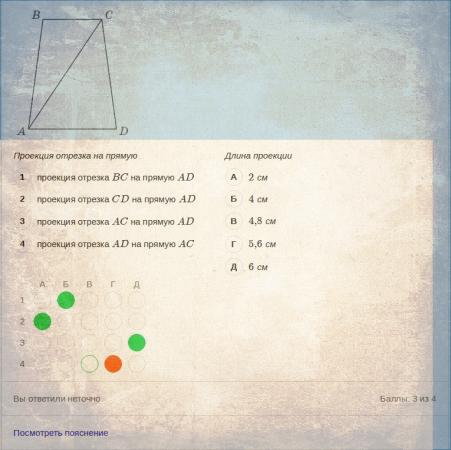 B C
A D
Проекция отрезка на прямую Длина проекции
1 проекция отрезка BC на прямую AD А 2 см
2 проекция отрезка CD на прямую AD Б 4 см
3 проекция отрезка AC на прямую AD В 4,8 см
4 проекция отрезка AD на прямую AC Г 5,6 см
Д 6 см
А Б В Г Д
1
2
3
4
Вы ответили неточно Баллы: 3 из 4
Посмотреть пояснение